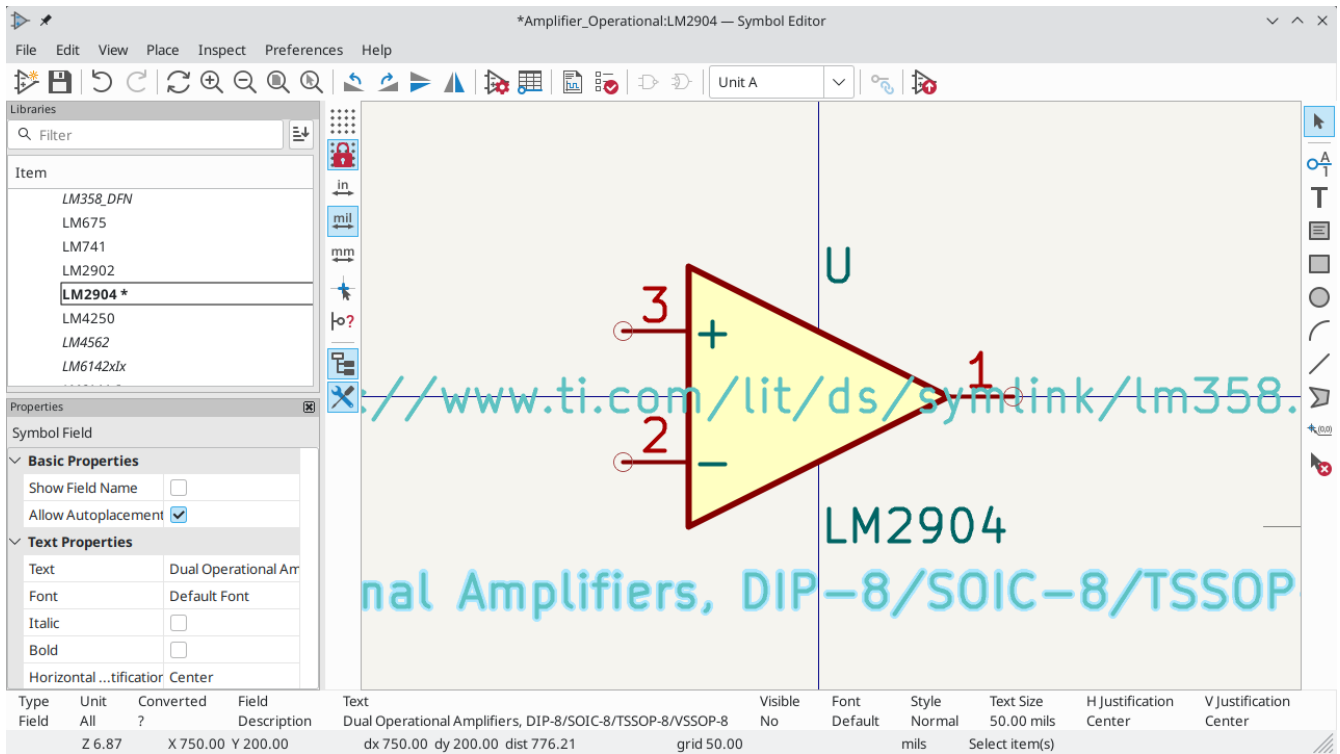 *Amplifier_Operational:LM2904 — Symbol Editor
File Edit View Place Inspect Preferences Help
Unit A
Libraries
Filter
Item
LM358_DFN
LM675
LM741
LM2902
LM2904 *
LM4250
LM4562
LM6142xIx
in
mil
mm
Properties
Symbol Field
Basic Properties
Show Field Name
Allow Autoplacement
Text Properties
Text Dual Operational Am
Font Default Font
Italic
Bold
Horizontal ...tification Center
U
3
+
1
://www.ti.com/lit/ds/symlink/lm358.
2
−
LM2904
nal Amplifiers, DIP-8/SOIC-8/TSSOP
A
1
T
(0,0)
Type Unit Converted Field Text Visible Font Style Text Size H Justification V Justification
Field All ? Description Dual Operational Amplifiers, DIP-8/SOIC-8/TSSOP-8/VSSOP-8 No Default Normal 50.00 mils Center Center
Z 6.87 X 750.00 Y 200.00 dx 750.00 dy 200.00 dist 776.21 grid 50.00 mils Select item(s)